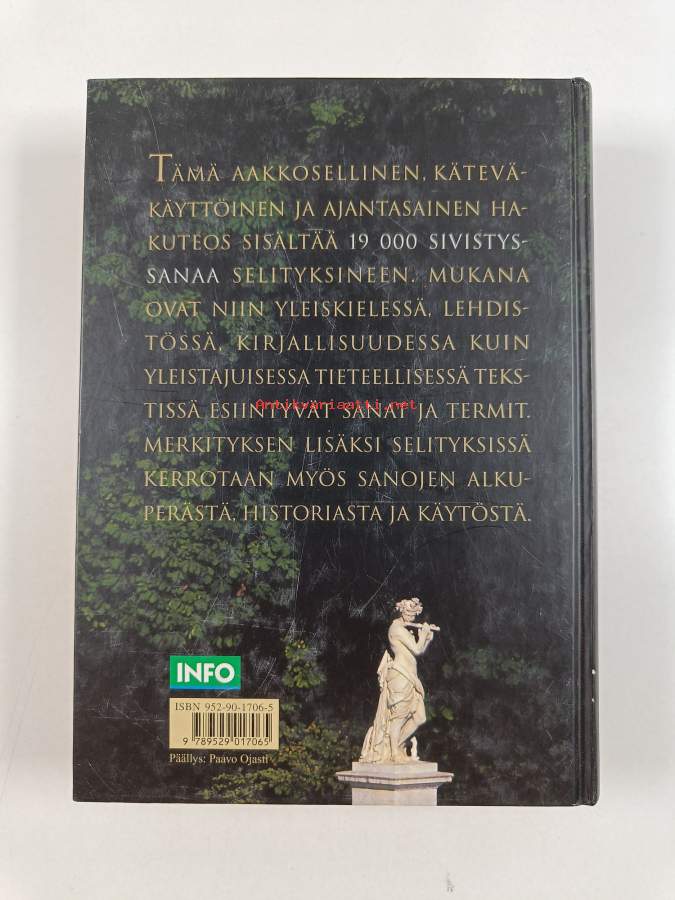 TÄMÄ AAKKOSELLINEN, KÄTEVÄ-
KÄYTTÖINEN JA AJANTASAINEN HA-
KUTEOS SISÄLTÄÄ 19 000 SIVISTYS-
SANAA SELITYKSINEEN. MUKANA
OVAT NIIN YLEISKIELESSÄ, LEHDIS-
TÖSSÄ, KIRJALLISUUDESSA KUIN
YLEISTAJUISESSA TIETEELLISESSÄ TEKS-
TISSÄ ESIINTYVÄT SANAT JA TERMIT.
Antikvariaatti.net
MERKITYKSEN LISÄKSI SELITYKSISSÄ
KERROTAAN MYÖS SANOJEN ALKU-
PERÄSTÄ, HISTORIASTA JA KÄYTÖSTÄ.
INFO
ISBN 952-90-1706-5
9 789529 017065
Päällys: Paavo Ojasti